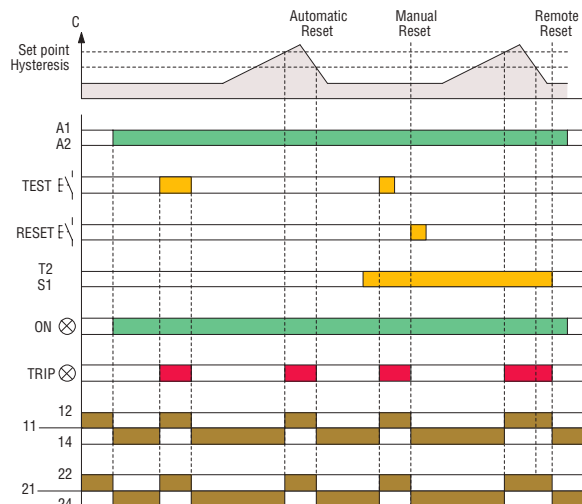 C
Automatic
Reset
Manual
Reset
Remote
Reset
Set point
Hysteresis
A1
A2
TEST
RESET
T2
S1
ON
TRIP
12
11
14
22
21
24